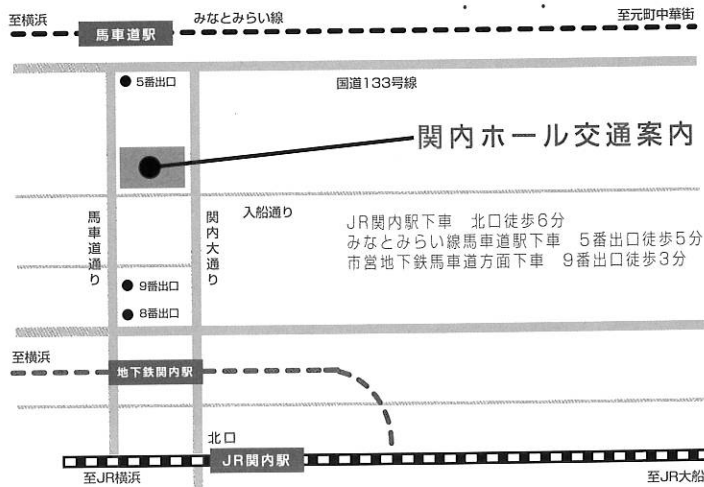 至横浜
みなとみらい線
至元町中華街
馬車道駅
5番出口
国道133号線
関内ホール交通案内
馬車道通り
関内大通り
入船通り
JR関内駅下車 北口徒歩6分
みなとみらい線馬車道駅下車 5番出口徒歩5分
市営地下鉄馬車道方面下車 9番出口徒歩3分
9番出口
8番出口
至横浜
地下鉄関内駅
北口
JR関内駅
至JR横浜
至JR大船